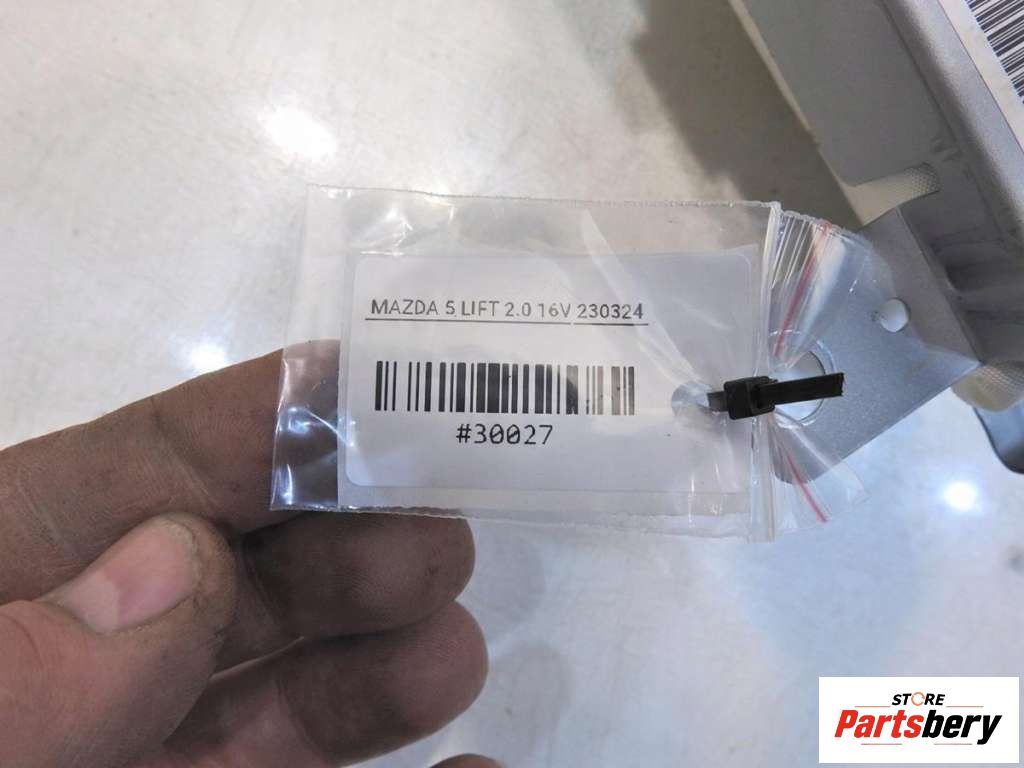 MAZDA 5 LIFT 2.0 16V 230324
#30027
STORE
Partsbery